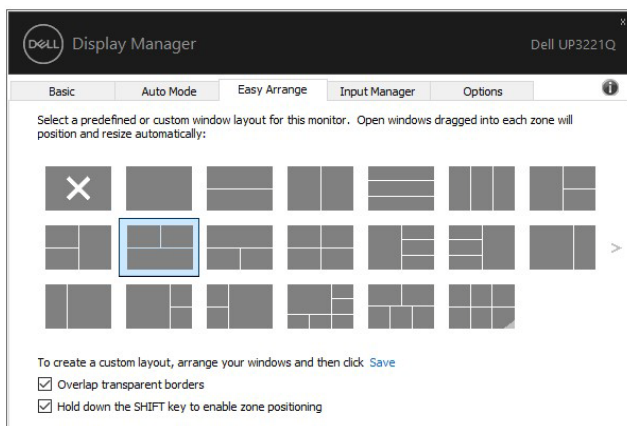 DELL Display Manager Dell UP3221Q
x
Basic Auto Mode Easy Arrange Input Manager Options i
Select a predefined or custom window layout for this monitor. Open windows dragged into each zone will
position and resize automatically:
>
To create a custom layout, arrange your windows and then click Save
Overlap transparent borders
Hold down the SHIFT key to enable zone positioning